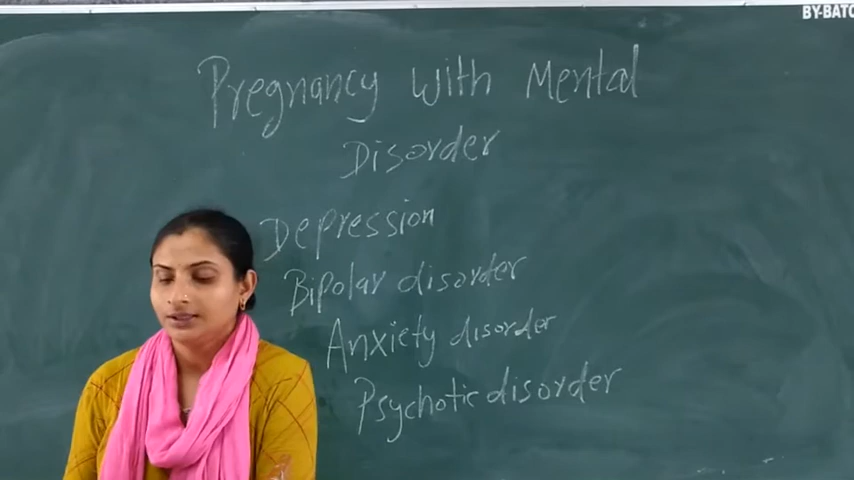 BY-BATO
Pregnancy with Mental
Disorder
Depression
Bipolar disorder
Anxiety disorder
Psychotic disorder